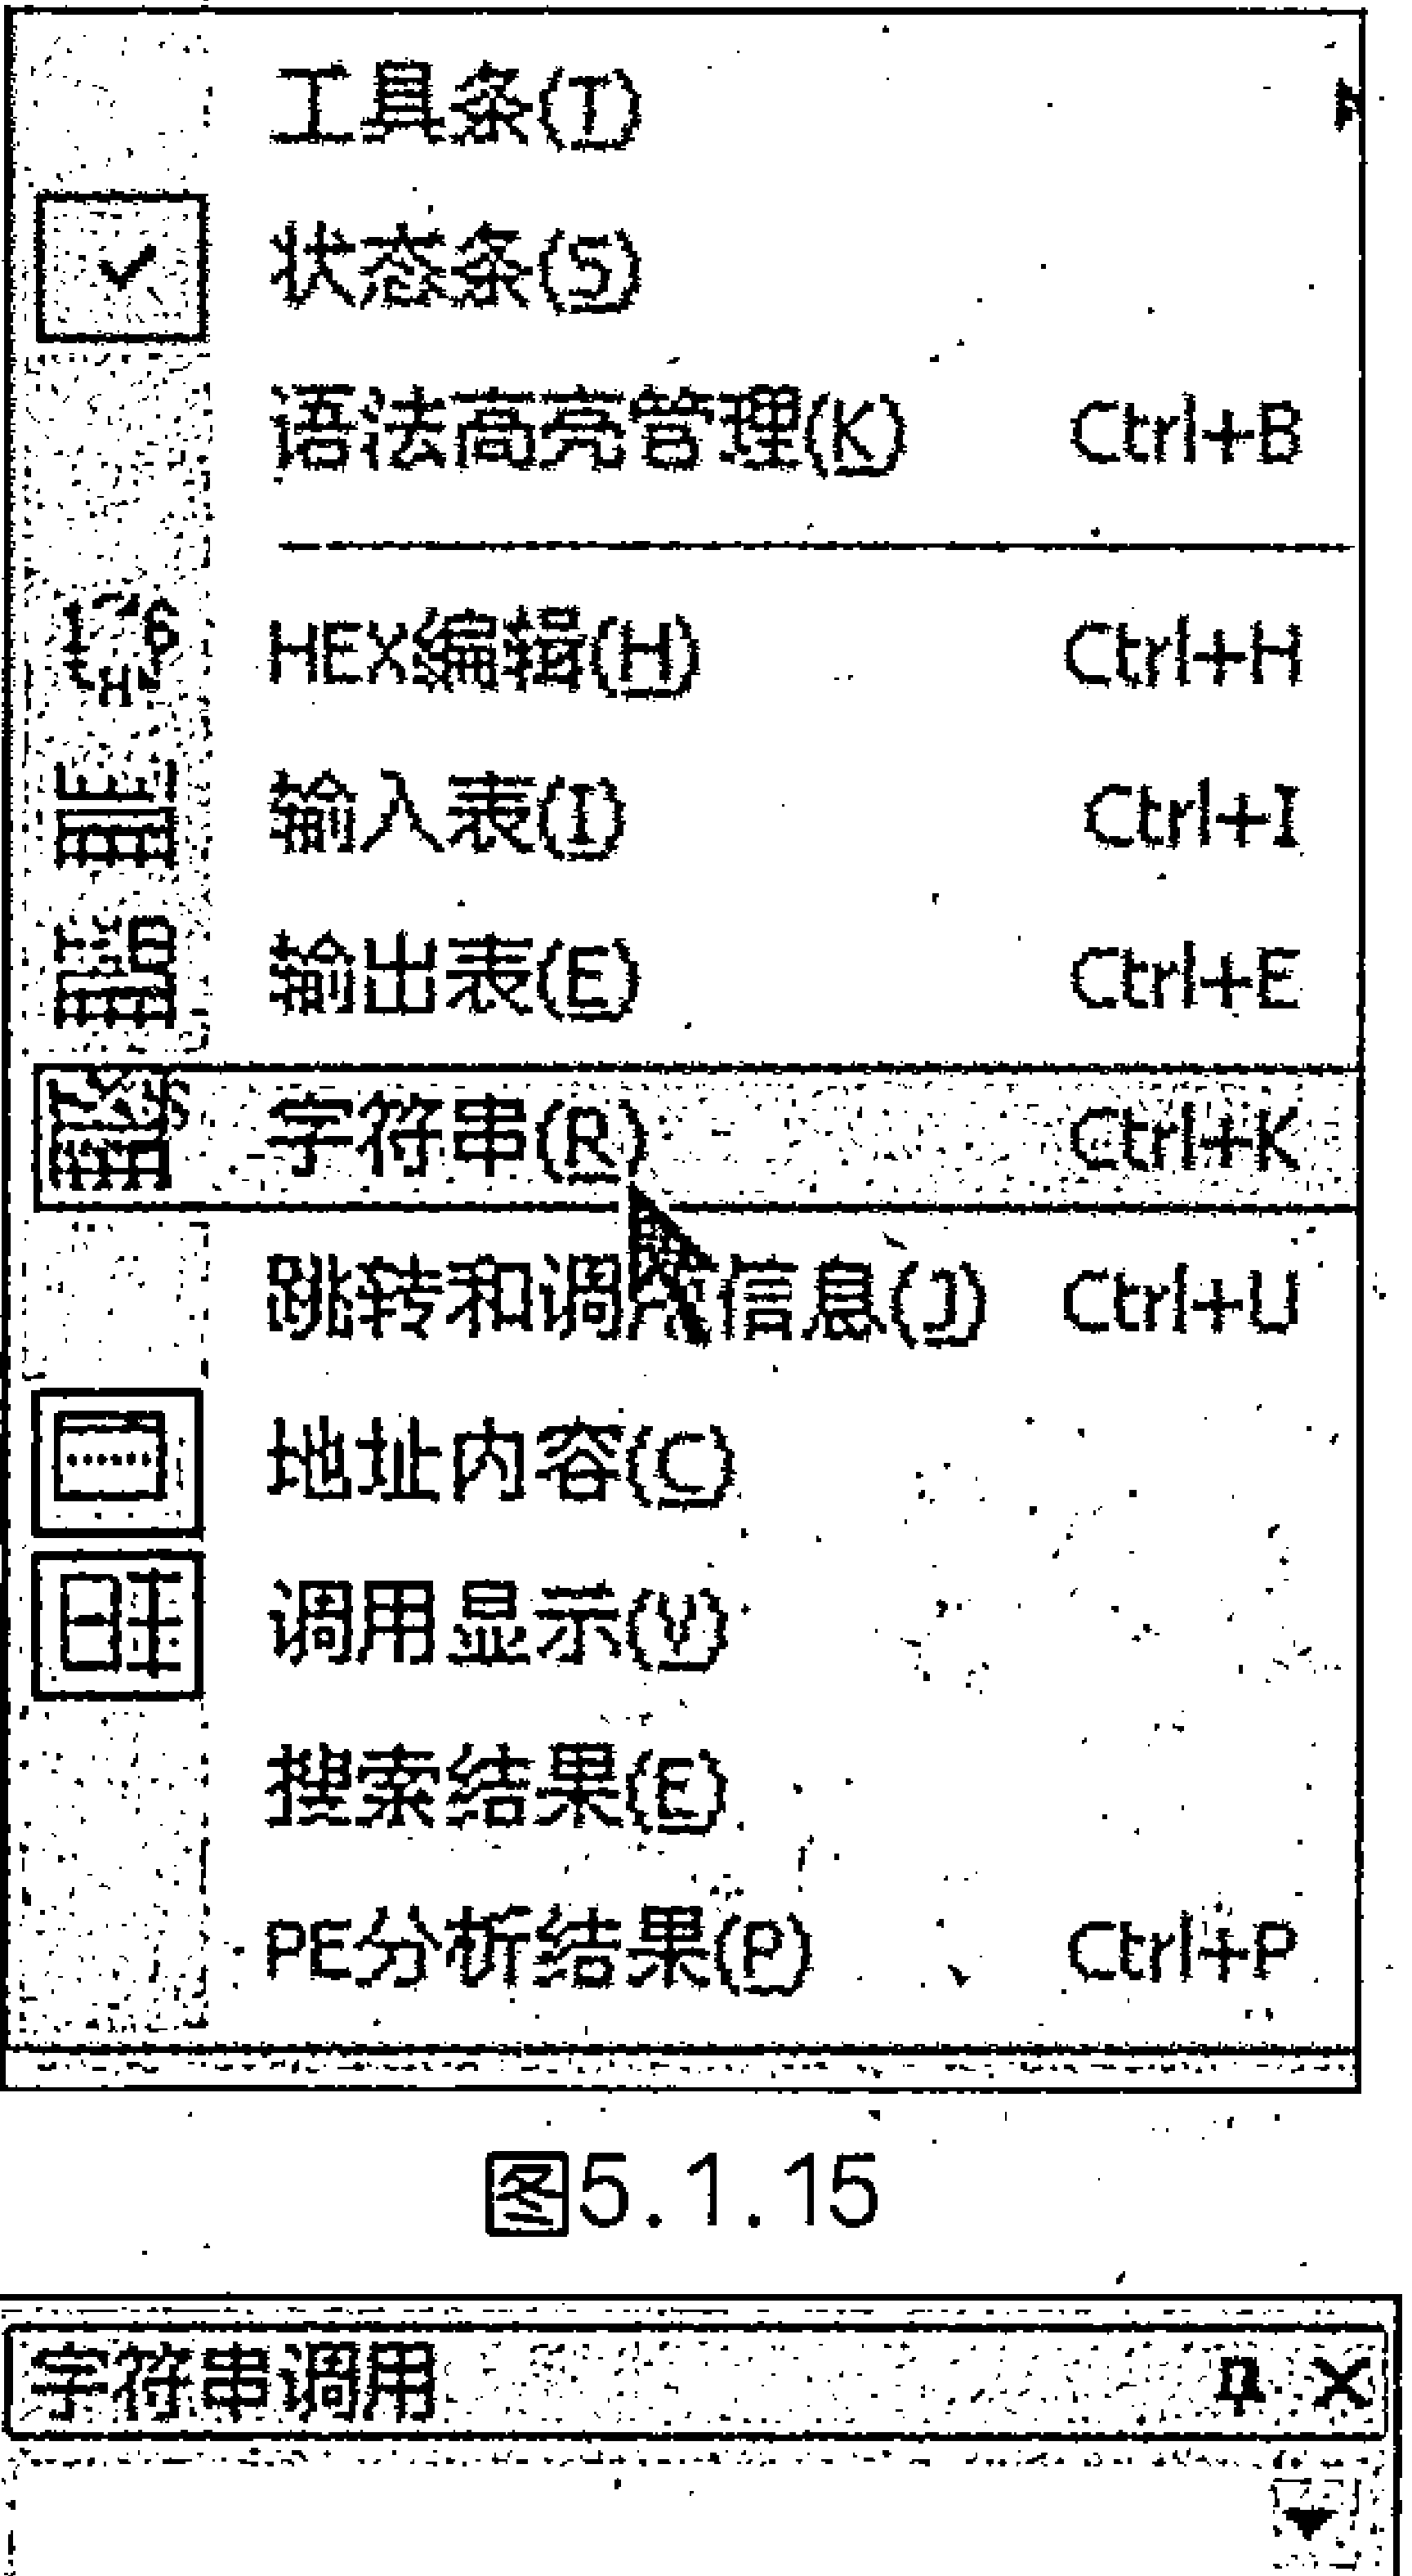 工具条(T)
状态条(S)
语法高亮管理(K) Ctrl+B
HEX编辑(H) Ctrl+H
输入表(I) Ctrl+I
输出表(E) Ctrl+E
字符串(R) Ctrl+K
跳转和调用信息(J) Ctrl+U
地址内容(C)
调用显示(V)
搜索结果(E)
PE分析结果(P) Ctrl+P
图5.1.15
字符串调用